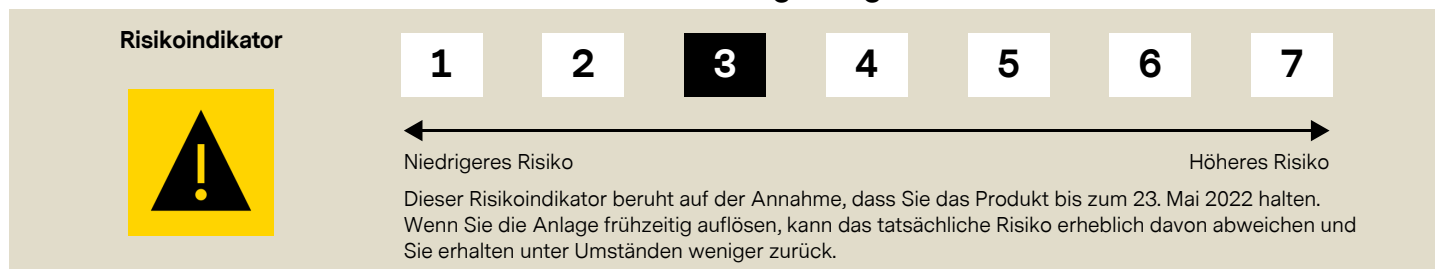 Risikoindikator
1 2 3 4 5 6 7
Niedrigeres Risiko Höheres Risiko
Dieser Risikoindikator beruht auf der Annahme, dass Sie das Produkt bis zum 23. Mai 2022 halten.
Wenn Sie die Anlage frühzeitig auflösen, kann das tatsächliche Risiko erheblich davon abweichen und
Sie erhalten unter Umständen weniger zurück.